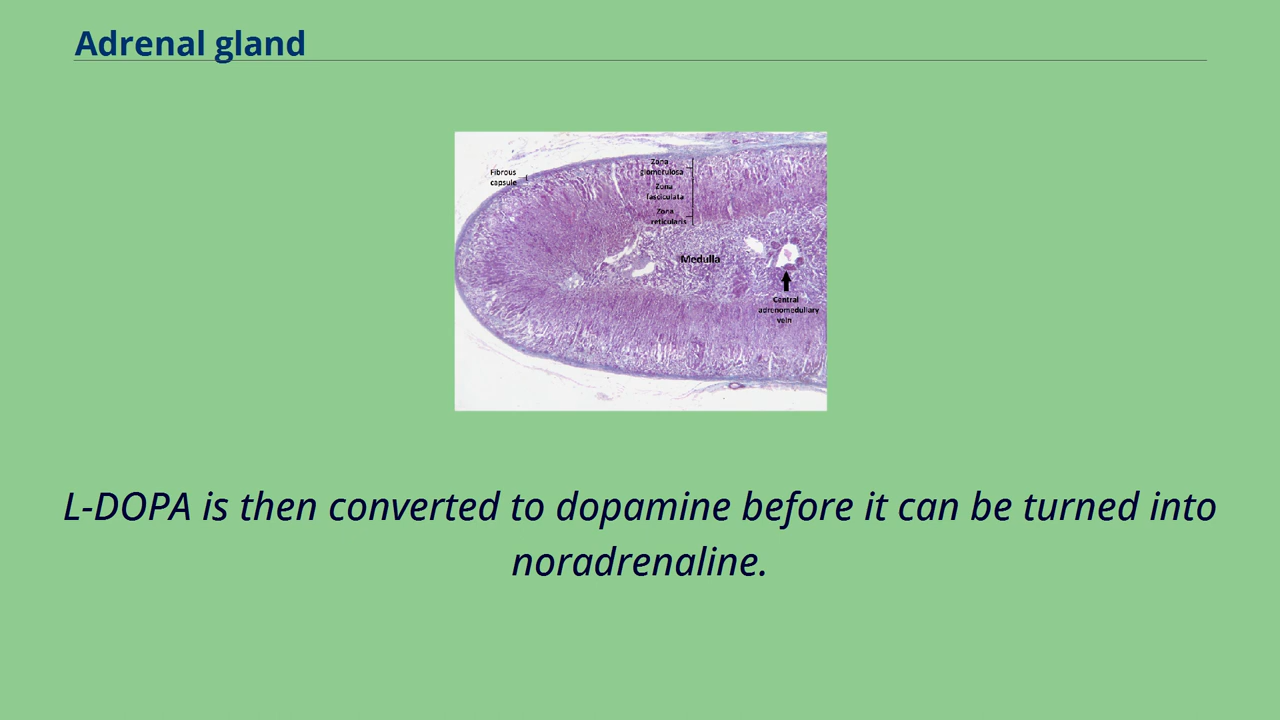 Adrenal gland
Fibrous
capsule
Zona
glomerulosa
Zona
fasciculata
Zona
reticularis
Medulla
Central
adrenomedullary
vein
L-DOPA is then converted to dopamine before it can be turned into
noradrenaline.